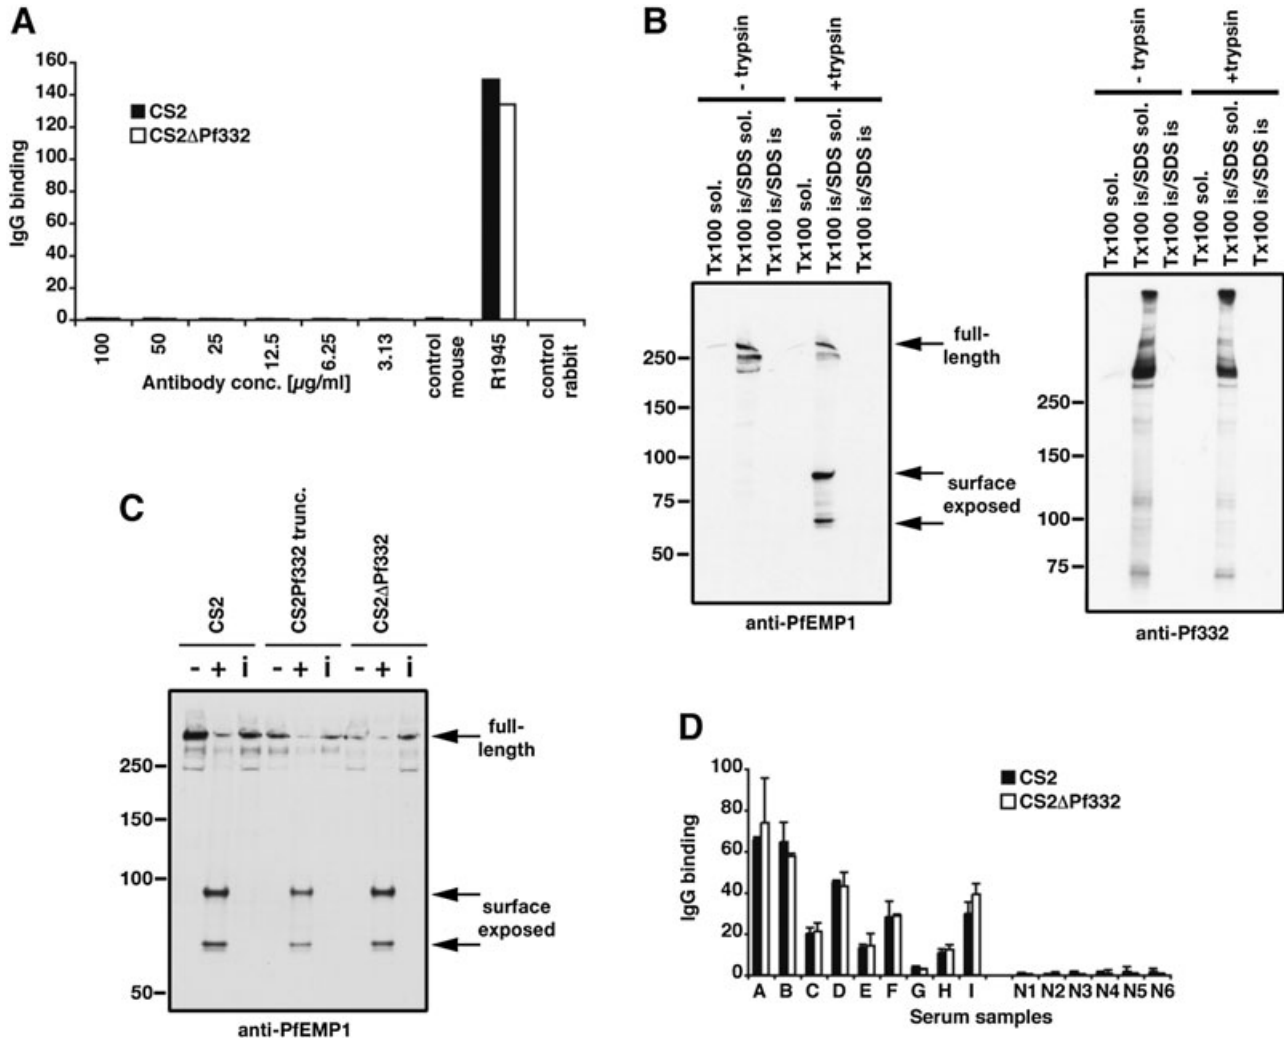 A
160
140
120
100
80
60
40
20
0
IgG binding
CS2
CS2ΔPf332
100
50
25
12.5
6.25
3.13
control mouse
R1945
control rabbit
Antibody conc. [µg/ml]
B
- trypsin
+trypsin
Tx100 sol.
Tx100 is/SDS sol.
Tx100 is/SDS is
Tx100 sol.
Tx100 is/SDS sol.
Tx100 is/SDS is
250
150
100
75
50
full-
length
surface
exposed
anti-PfEMP1
- trypsin
+trypsin
Tx100 sol.
Tx100 is/SDS sol.
Tx100 is/SDS is
Tx100 sol.
Tx100 is/SDS sol.
Tx100 is/SDS is
250
150
100
75
anti-Pf332
C
CS2
CS2Pf332 trunc.
CS2ΔPf332
- + i - + i - + i
250
150
100
50
full-
length
surface
exposed
anti-PfEMP1
D
100
80
60
40
20
0
IgG binding
CS2
CS2ΔPf332
A B C D E F G H I N1 N2 N3 N4 N5 N6
Serum samples